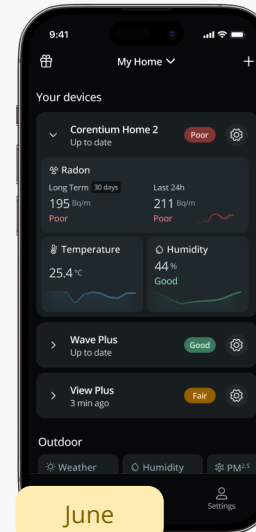 9:41
My Home
Your devices
Corentium Home 2
Up to date
Poor
Radon
Long Term 30 days
195 Bq/m
Poor
Last 24h
211 Bq/m
Poor
Temperature
25.4 °C
Humidity
44 %
Good
Wave Plus
Up to date
Good
View Plus
3 min ago
Fair
Outdoor
Weather
Humidity
PM²·⁵
Settings
June